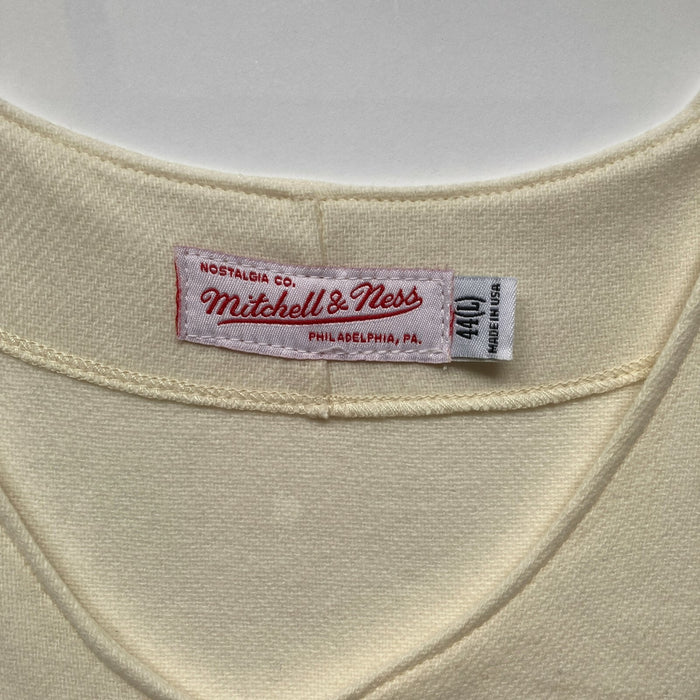 NOSTALGIA CO.
Mitchell & Ness
PHILADELPHIA, PA.
44(L)
MADE IN USA